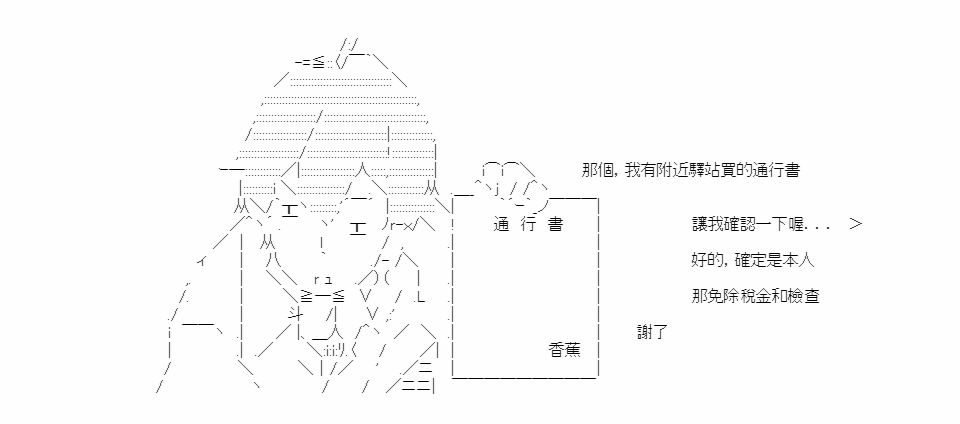 那個, 我有附近驛站買的通行書
通 行 書
讓我確認一下喔. . .
好的, 確定是本人
那免除稅金和檢查
謝了
香蕉